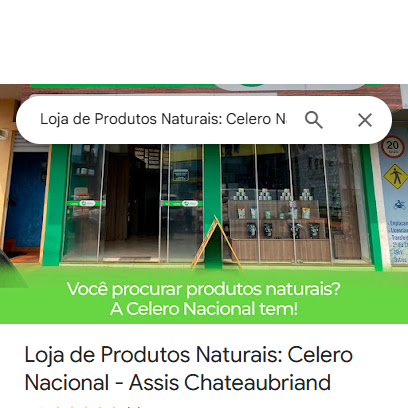 Loja de Produtos Naturais: Celero Na
20
Você procurar produtos naturais?
A Celero Nacional tem!
Loja de Produtos Naturais: Celero
Nacional - Assis Chateaubriand